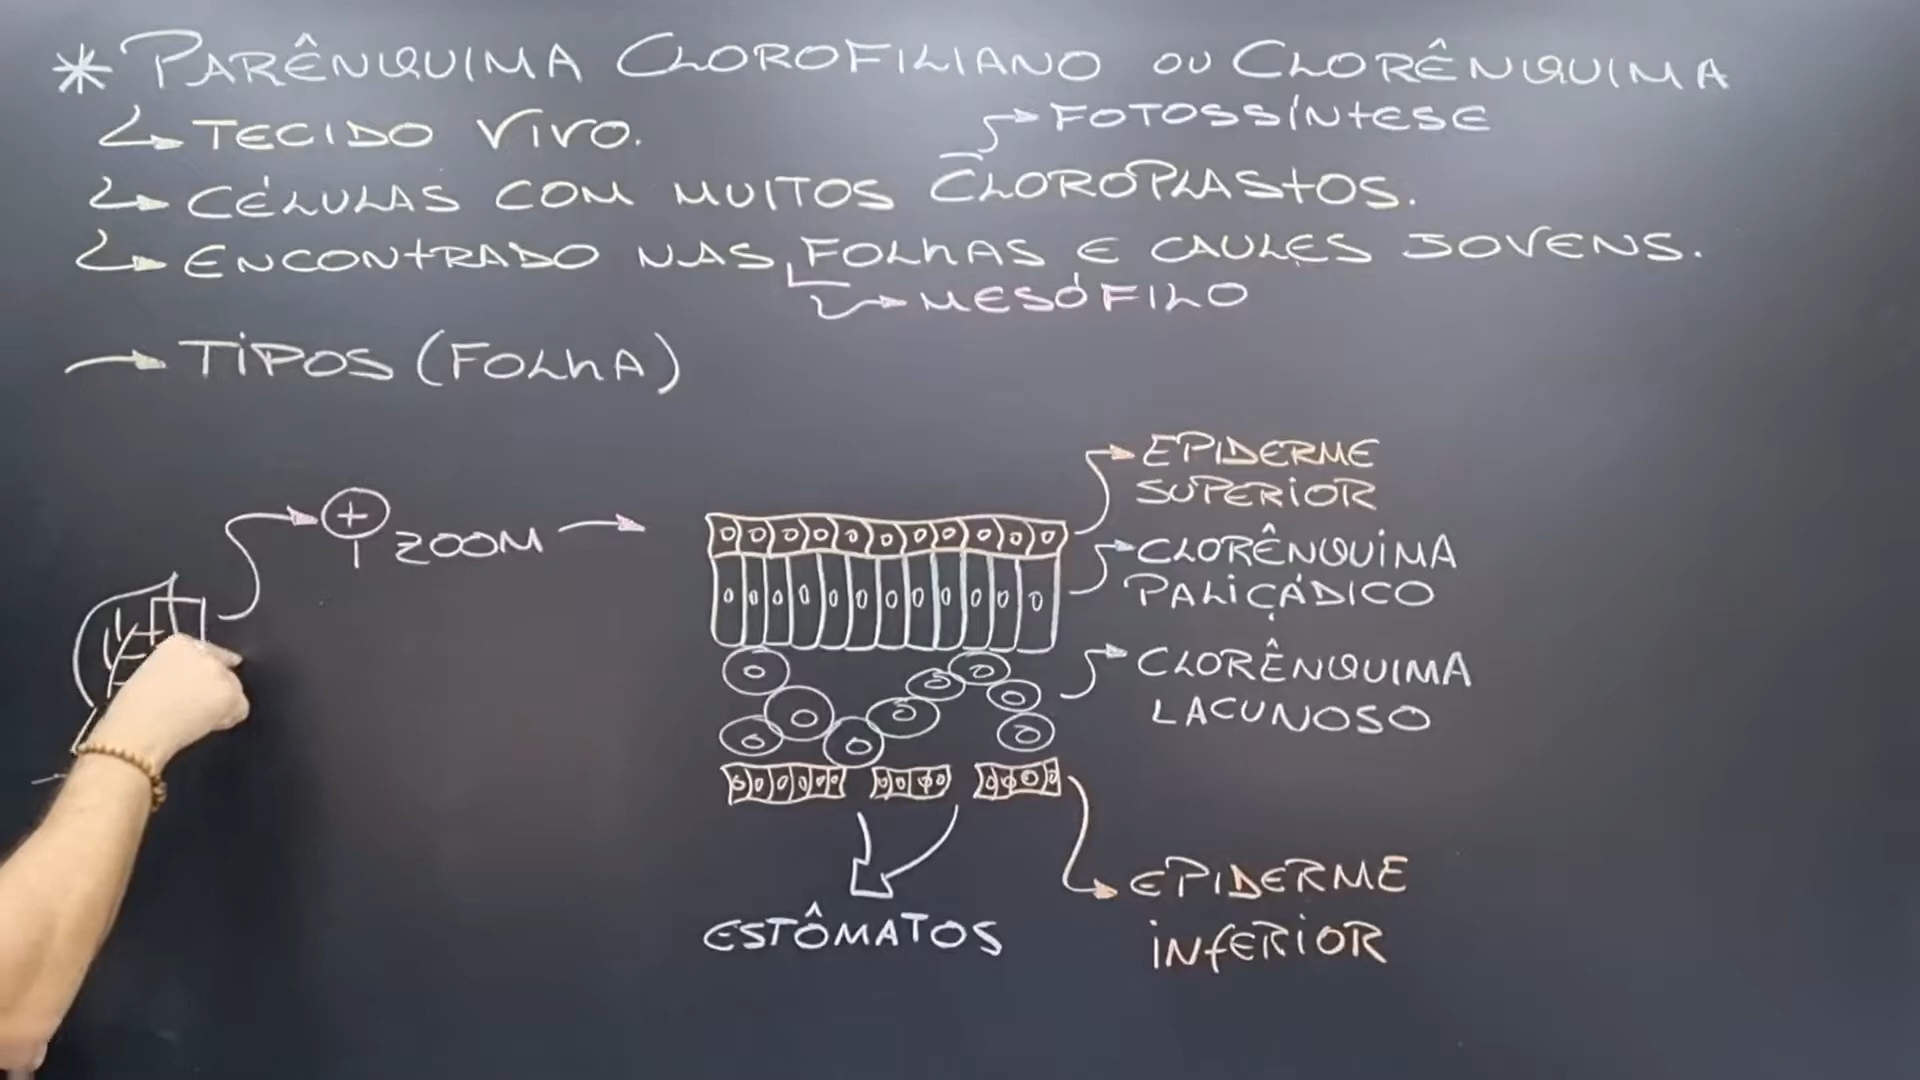 * PARÊNQUIMA CLOROFILIANO OU CLORÊNQUIMA
TECIDO VIVO.
FOTOSSÍNTESE
CÉLULAS COM MUITOS CLOROPLASTOS.
ENCONTRADO NAS FOLHAS E CAULES JOVENS.
MESÓFILO
TIPOS (FOLHA)
+ ZOOM
EPIDERME
SUPERIOR
CLORÊNQUIMA
PALIÇÁDICO
CLORÊNQUIMA
LACUNOSO
ESTÔMATOS
EPIDERME
INFERIOR